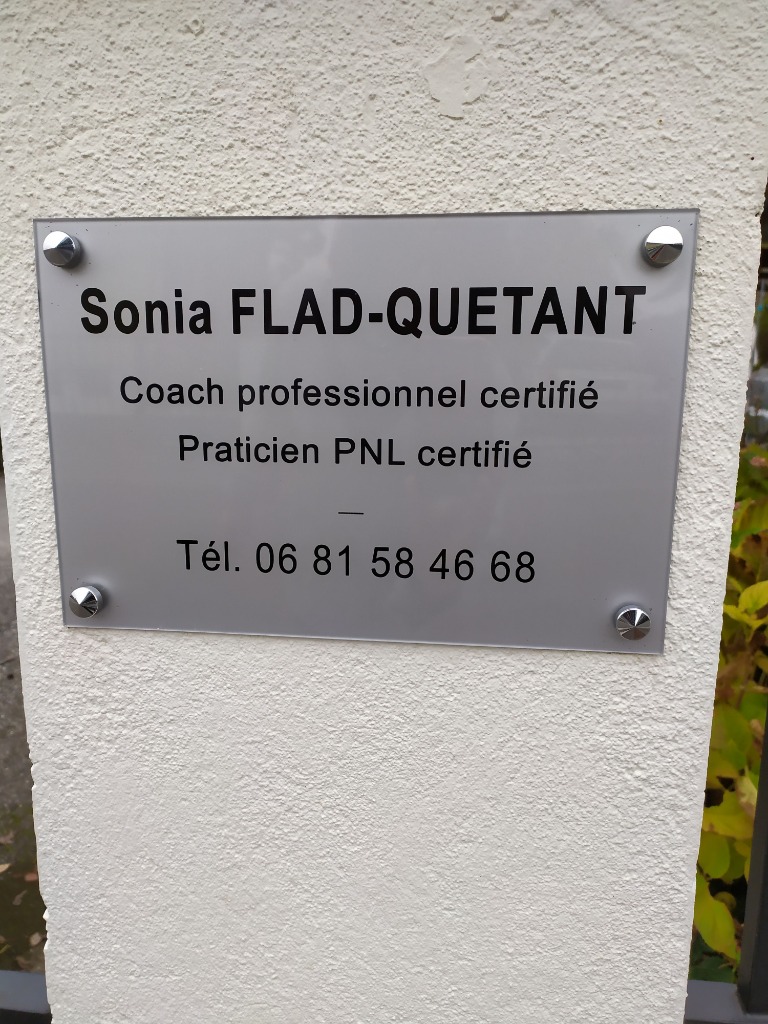 Sonia FLAD-QUETANT
Coach professionnel certifié
Praticien PNL certifié
Tél. 06 81 58 46 68